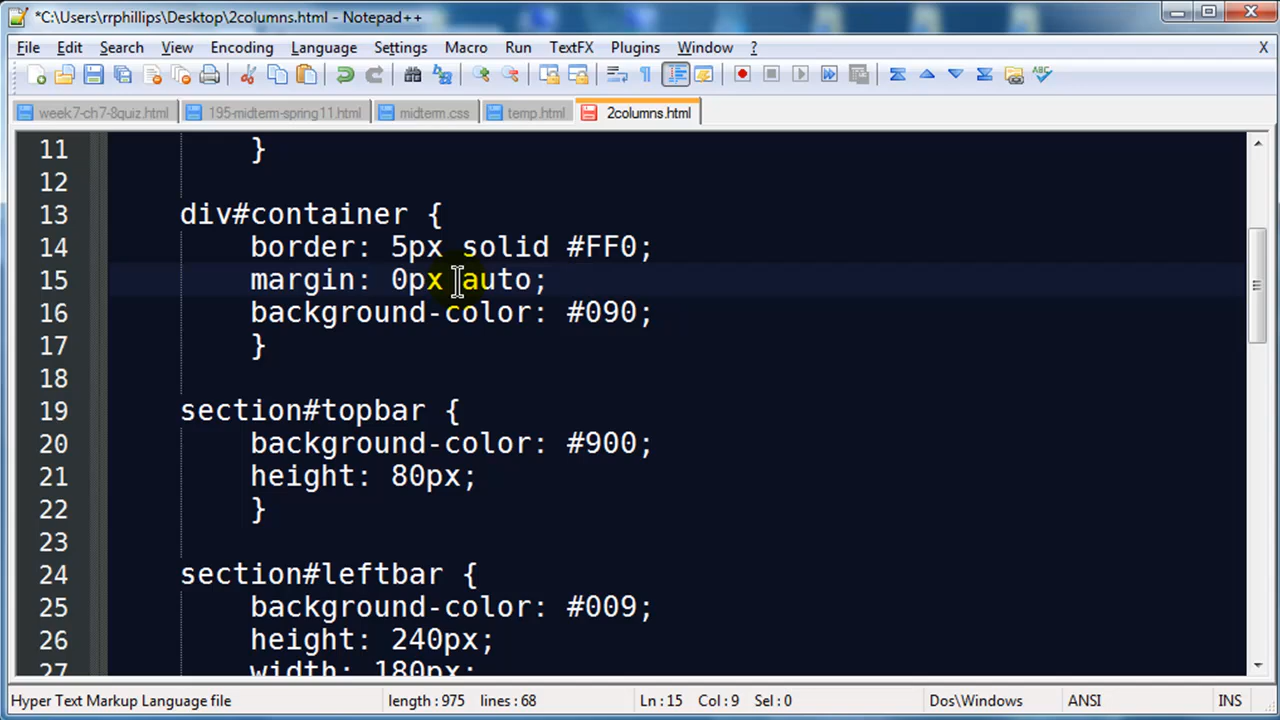 *C:\Users\rrphillips\Desktop\2columns.html - Notepad++
File Edit Search View Encoding Language Settings Macro Run TextFX Plugins Window ? X
ABC
week7-ch7-8quiz.html 195-midterm-spring11.html midterm.css temp.html 2columns.html
11 }
12
13 div#container {
14 border: 5px solid #FF0;
15 margin: 0px auto;
16 background-color: #090;
17 }
18
19 section#topbar {
20 background-color: #900;
21 height: 80px;
22 }
23
24 section#leftbar {
25 background-color: #009;
26 height: 240px;
27 width: 180px;
Hyper Text Markup Language file length : 975 lines : 68 Ln : 15 Col : 9 Sel : 0 Dos\Windows ANSI INS